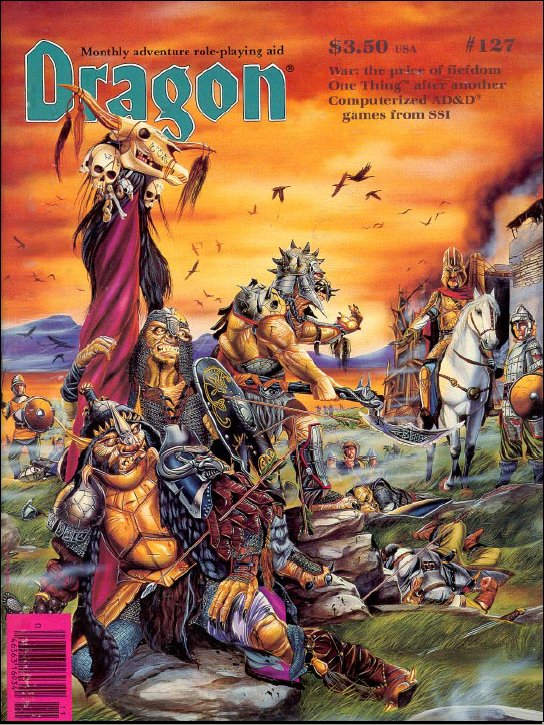 Monthly adventure role-playing aid
Dragon®
$3.50 USA #127
War: the price of fiefdom
One Thing™ after another
Computerized AD&D®
games from SSI